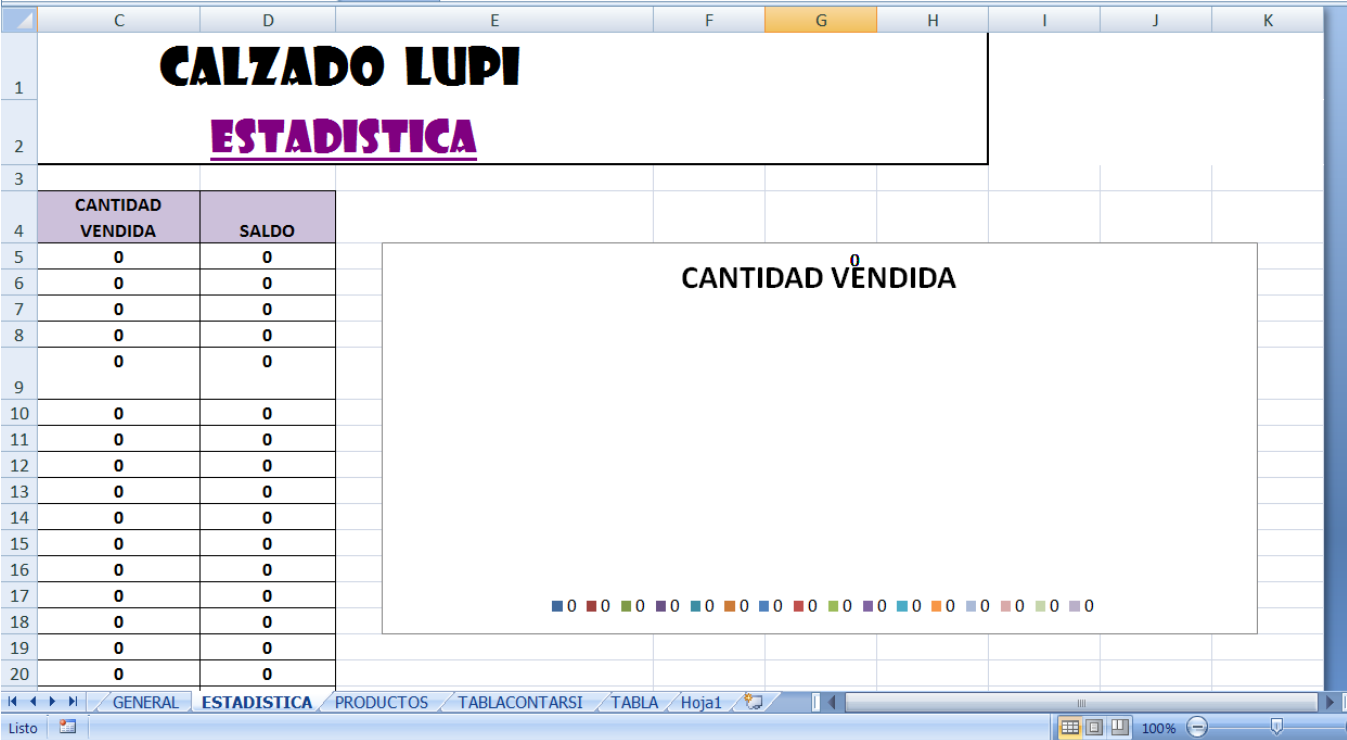 C D E F G H I J K
1 CALZADO LUPI
2 ESTADISTICA
3
CANTIDAD
4 VENDIDA SALDO
5 0 0
0
6 0 0 CANTIDAD VENDIDA
7 0 0
8 0 0
0 0
9
10 0 0
11 0 0
12 0 0
13 0 0
14 0 0
15 0 0
16 0 0
17 0 0 0 0 0 0 0 0 0 0 0 0 0 0 0 0 0 0
18 0 0
19 0 0
20 0 0
GENERAL ESTADISTICA PRODUCTOS TABLACONTARSI TABLA Hoja1
Listo 100%